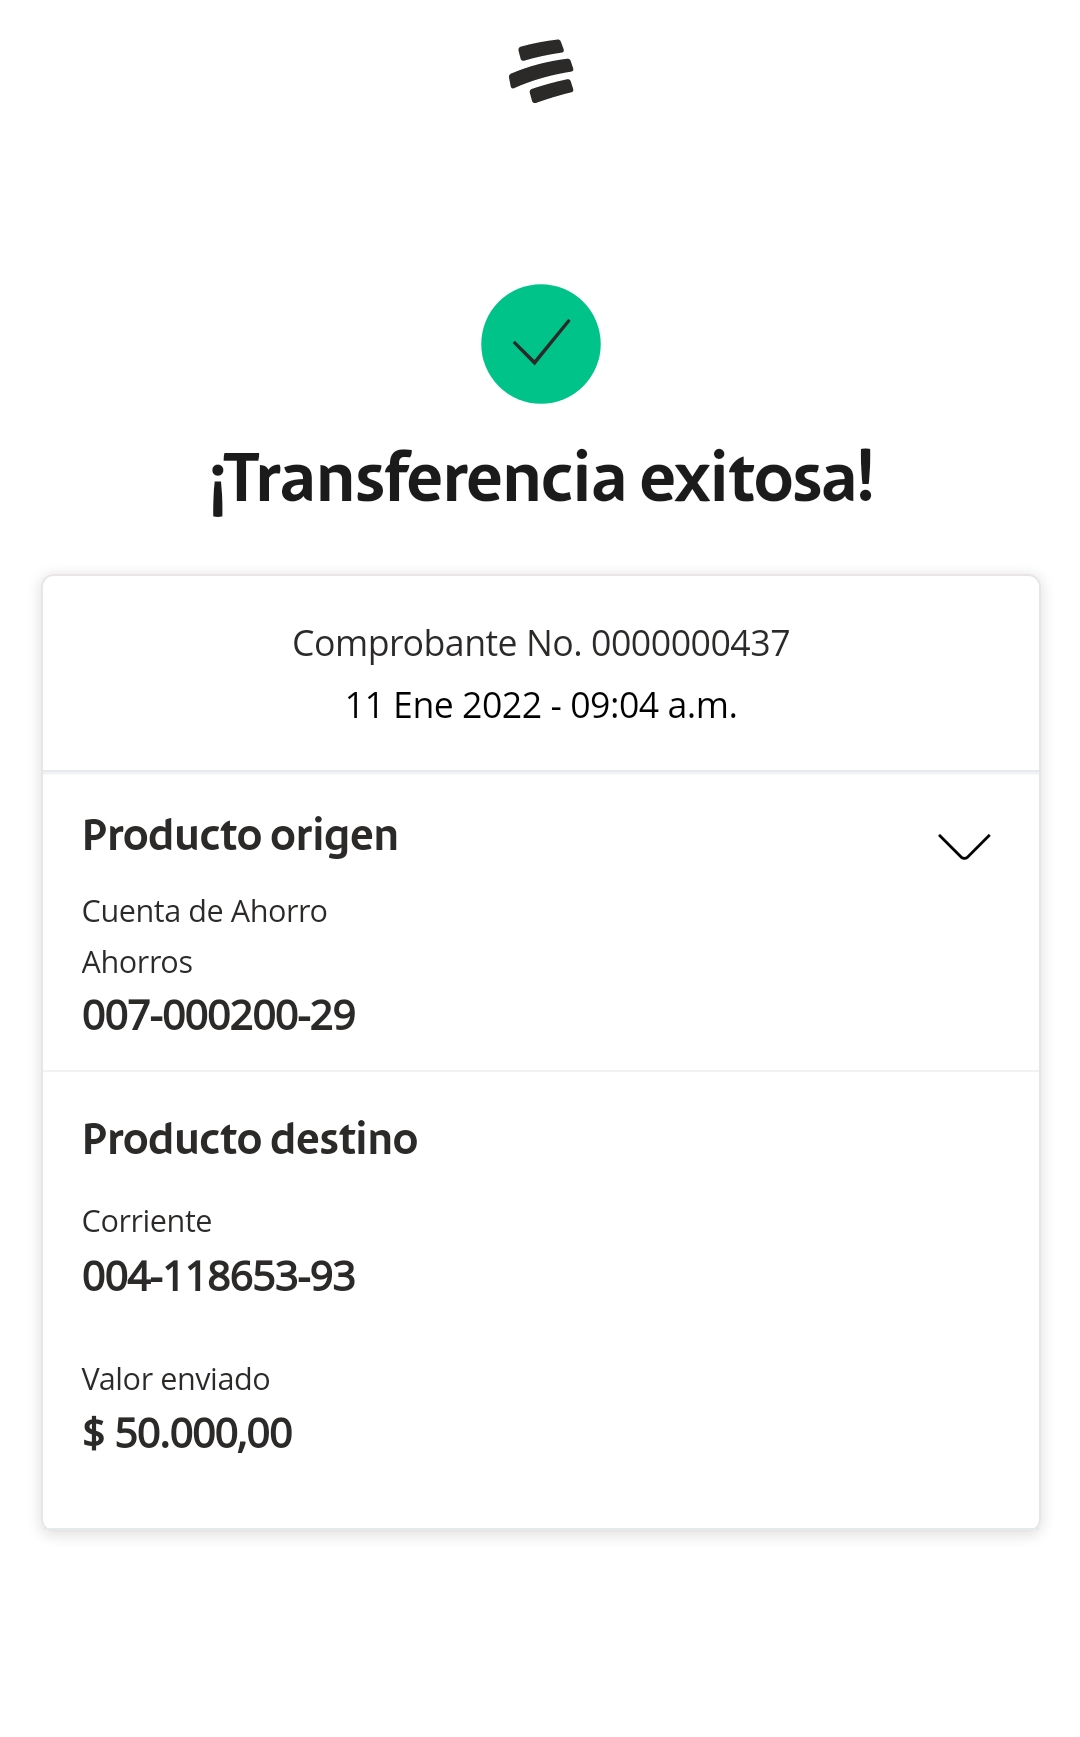 ¡Transferencia exitosa!
Comprobante No. 0000000437
11 Ene 2022 - 09:04 a.m.
Producto origen
Cuenta de Ahorro
Ahorros
007-000200-29
Producto destino
Corriente
004-118653-93
Valor enviado
$ 50.000,00